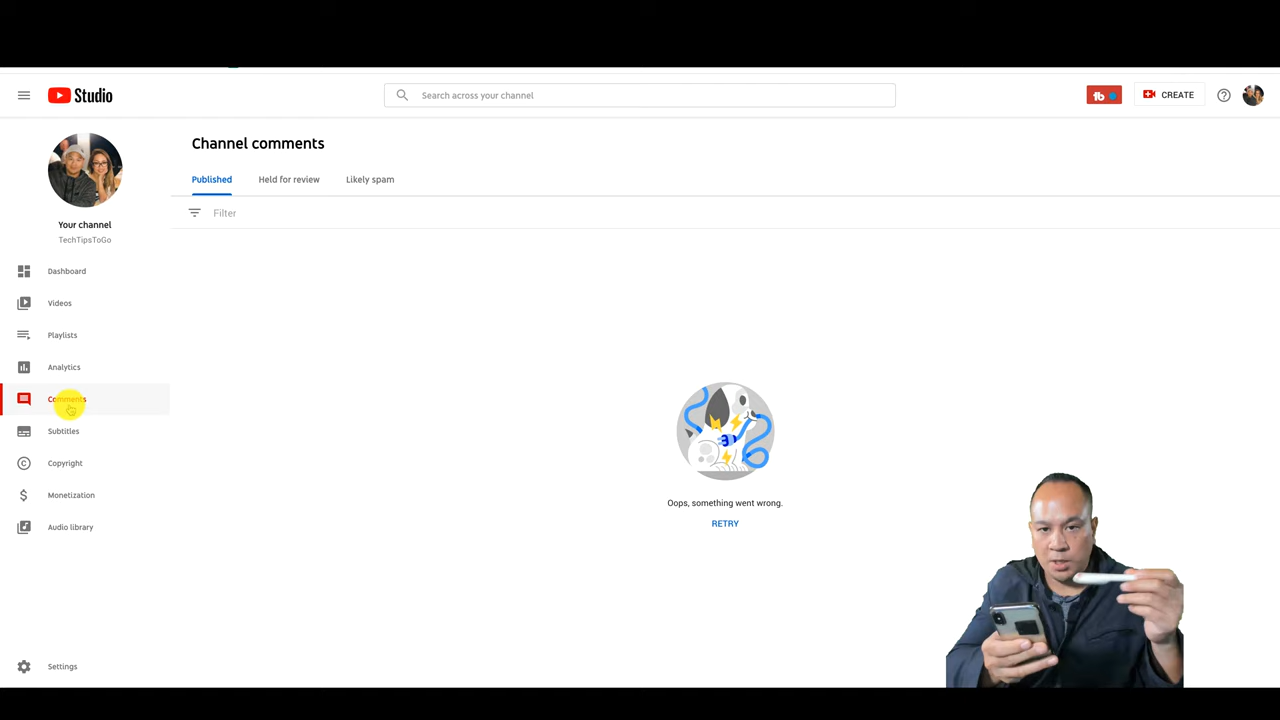 Studio
Search across your channel
CREATE
Your channel
TechTipsToGo
Dashboard
Videos
Playlists
Analytics
Comments
Subtitles
Copyright
Monetization
Audio library
Settings
Channel comments
Published
Held for review
Likely spam
Filter
Oops, something went wrong.
RETRY